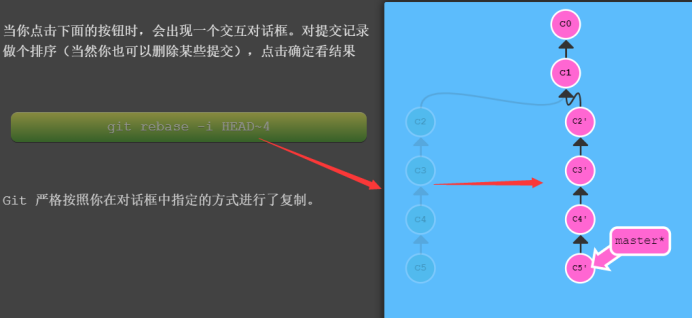 当你点击下面的按钮时，会出现一个交互对话框。对提交记录
做个排序（当然你也可以删除某些提交），点击确定看结果
git rebase -i HEAD~4
Git 严格按照你在对话框中指定的方式进行了复制。
C0
C1
C2
C2'
C3
C3'
C4
C4'
master*
C5
C5'